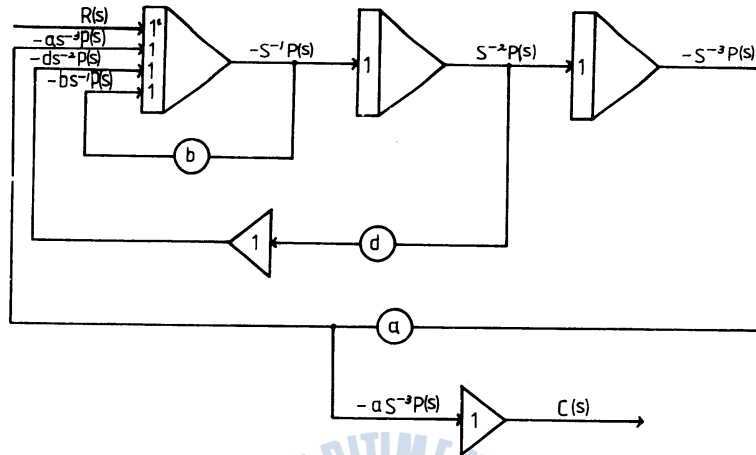 R(s)
-as⁻³p(s)
-ds⁻²P(s)
-bs⁻¹P(s)
1
1
1
1
-S⁻¹P(s)
1
S⁻²P(s)
1
-S⁻³P(s)
b
1
d
a
-aS⁻³P(s)
1
C(s)
RITIME